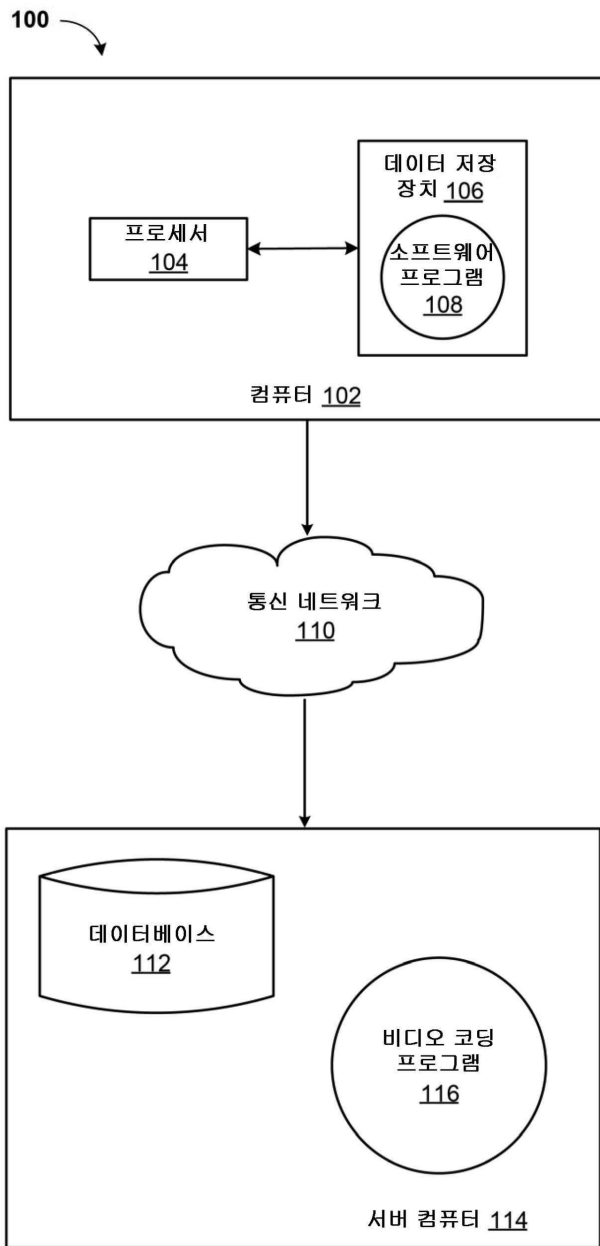 100
데이터 저장
장치 106
프로세서
104
소프트웨어
프로그램
108
컴퓨터 102
통신 네트워크
110
데이터베이스
112
비디오 코딩
프로그램
116
서버 컴퓨터 114